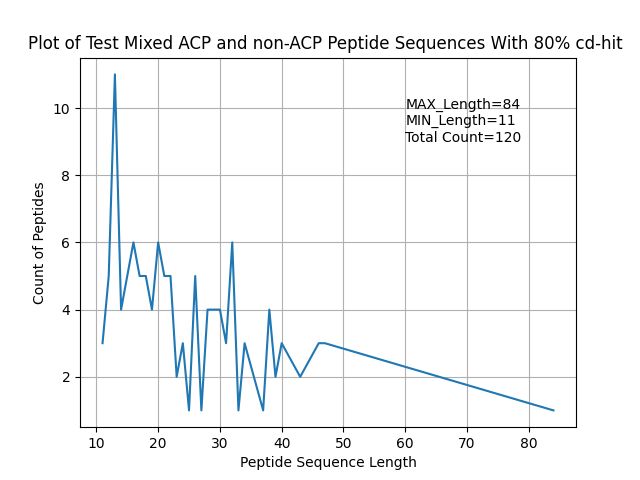 Plot of Test Mixed ACP and non-ACP Peptide Sequences With 80% cd-hit
MAX_Length=84
MIN_Length=11
Total Count=120
Count of Peptides
10
8
6
4
2
10 20 30 40 50 60 70 80
Peptide Sequence Length